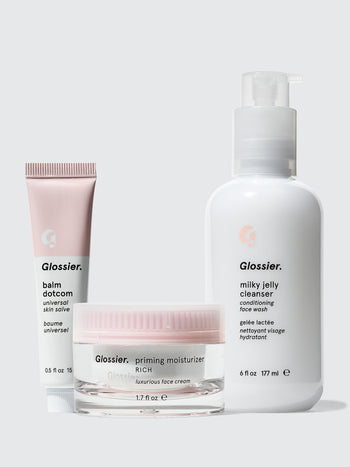 Glossier.
balm
dotcom
universal
skin salve
baume
universel
0.5 fl oz 15
Glossier. priming moisturizer
RICH
luxurious face cream
1.7 fl oz ℮
Glossier.
milky jelly
cleanser
conditioning
face wash
gelée lactée
nettoyant visage
hydratant
6 fl oz 177 ml ℮